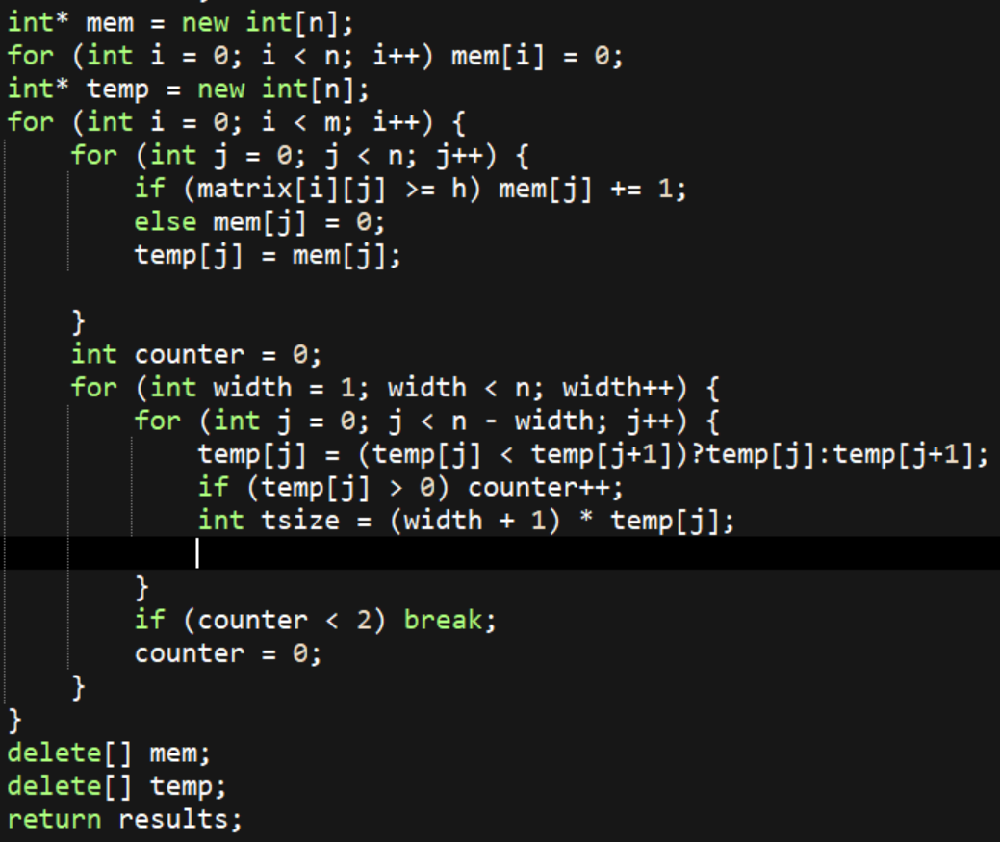 int* mem = new int[n];
for (int i = 0; i < n; i++) mem[i] = 0;
int* temp = new int[n];
for (int i = 0; i < m; i++) {
    for (int j = 0; j < n; j++) {
        if (matrix[i][j] >= h) mem[j] += 1;
        else mem[j] = 0;
        temp[j] = mem[j];
    }
    int counter = 0;
    for (int width = 1; width < n; width++) {
        for (int j = 0; j < n - width; j++) {
            temp[j] = (temp[j] < temp[j+1])?temp[j]:temp[j+1];
            if (temp[j] > 0) counter++;
            int tsize = (width + 1) * temp[j];
        }
        if (counter < 2) break;
        counter = 0;
    }
}
delete[] mem;
delete[] temp;
return results;